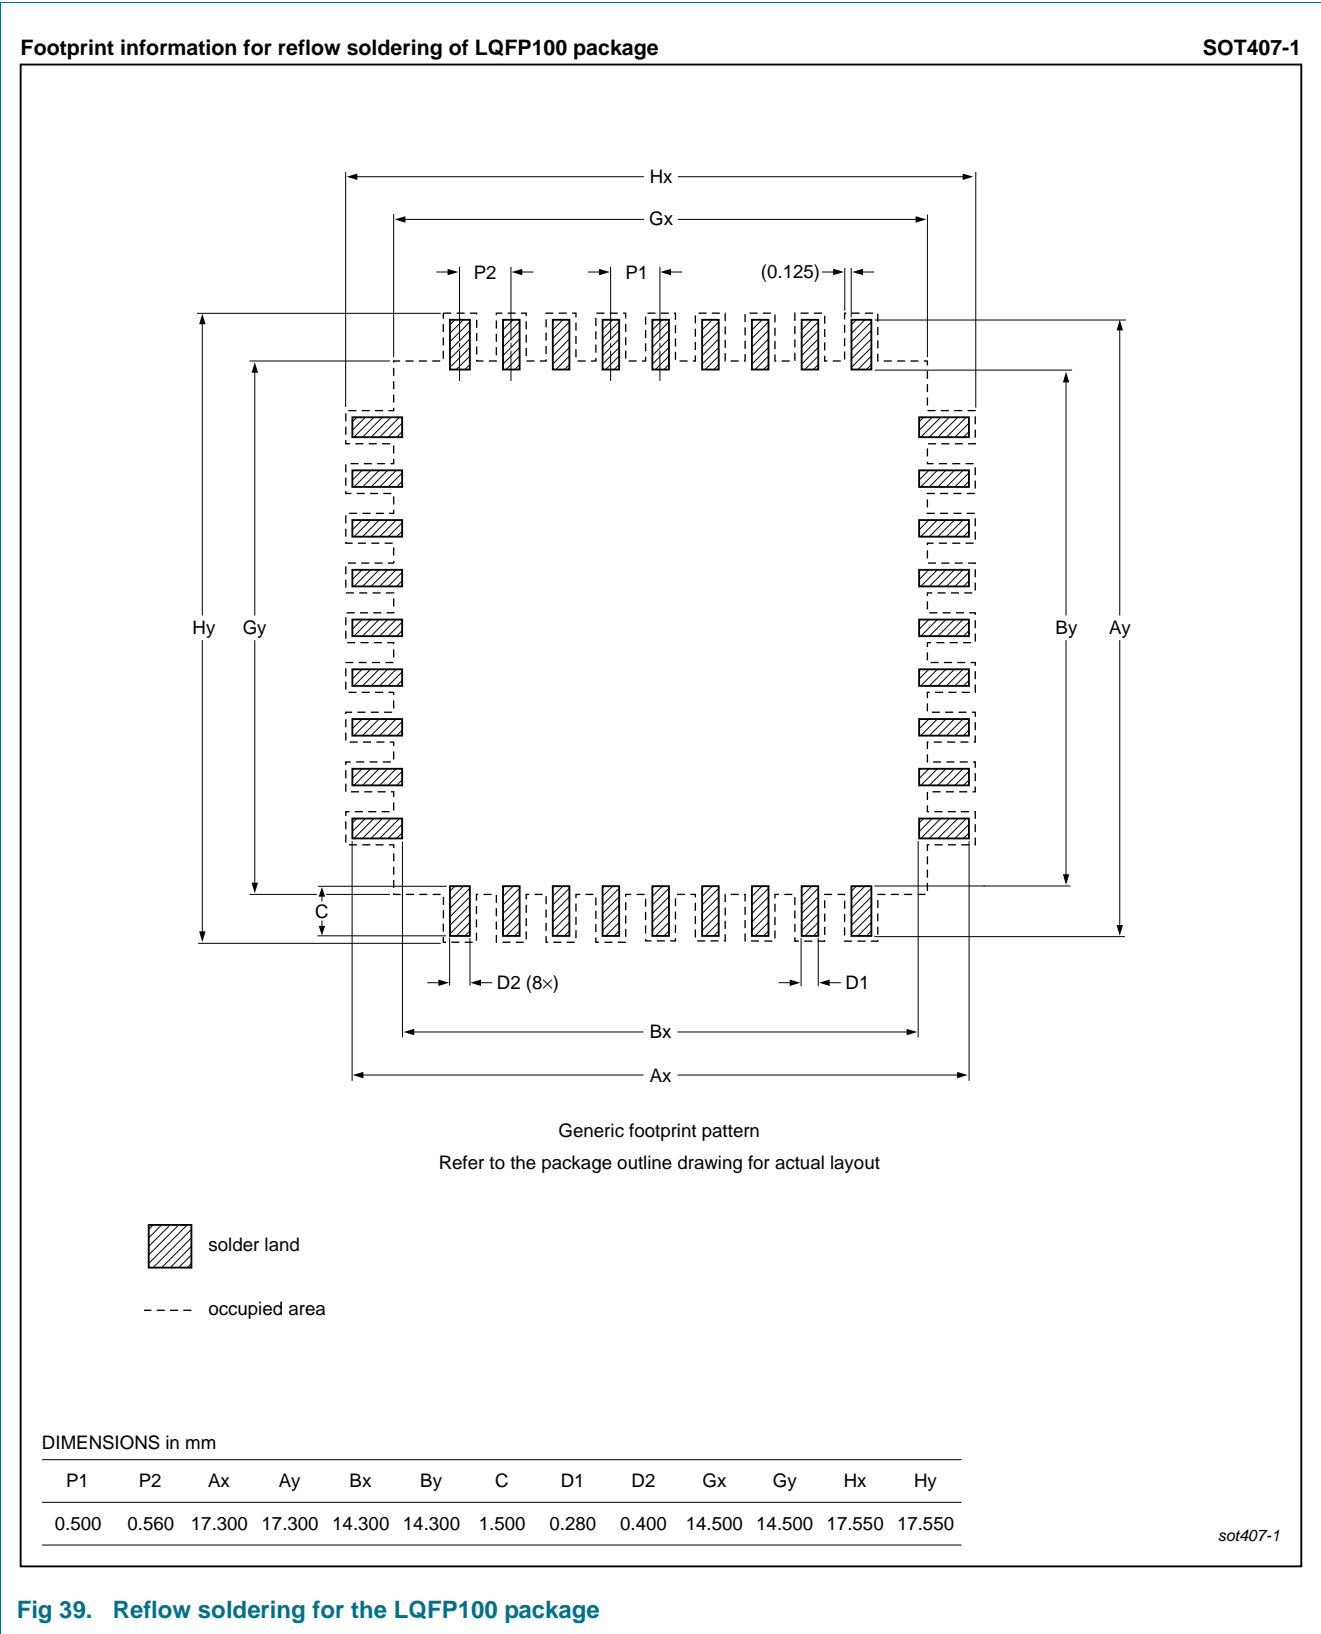 Footprint information for reflow soldering of LQFP100 package SOT407-1
Hx
Gx
P2 P1 (0.125)
Hy Gy By Ay
C
D2 (8×) D1
Bx
Ax
Generic footprint pattern
Refer to the package outline drawing for actual layout
solder land
occupied area
DIMENSIONS in mm
P1 P2 Ax Ay Bx By C D1 D2 Gx Gy Hx Hy
0.500 0.560 17.300 17.300 14.300 14.300 1.500 0.280 0.400 14.500 14.500 17.550 17.550
sot407-1
Fig 39. Reflow soldering for the LQFP100 package